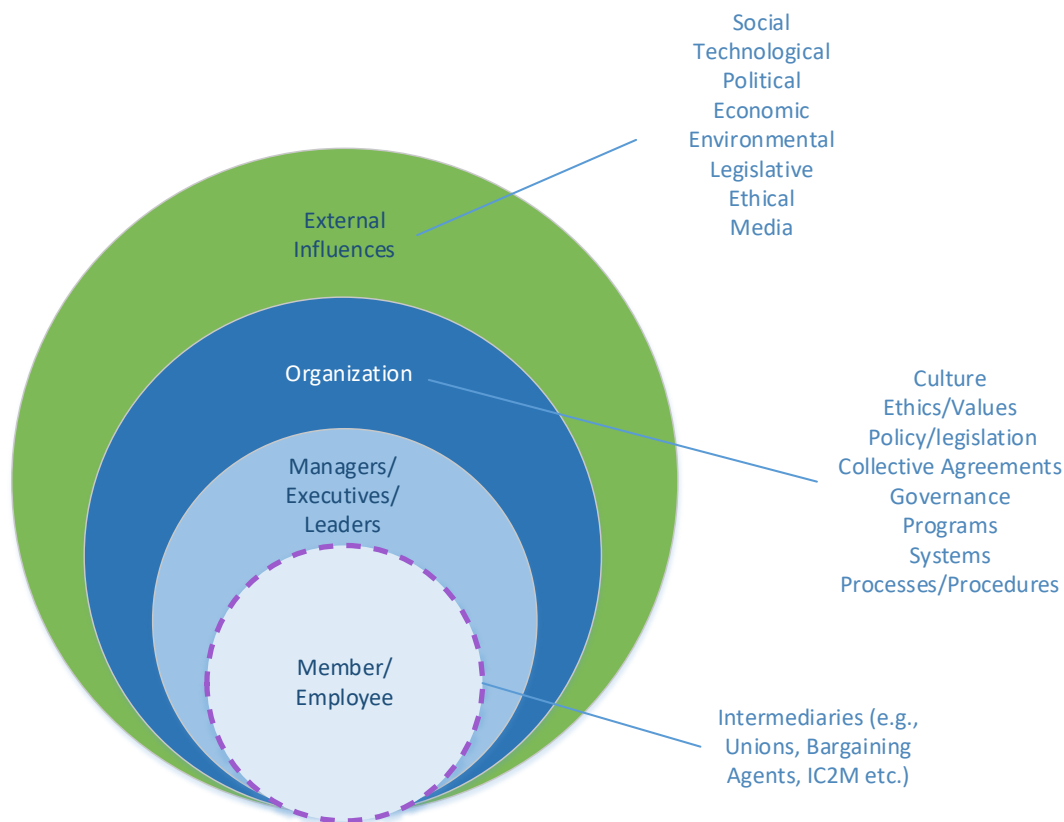 Social
Technological
Political
Economic
Environmental
Legislative
Ethical
Media
External
Influences
Organization
Culture
Ethics/Values
Policy/legislation
Collective Agreements
Governance
Programs
Systems
Processes/Procedures
Managers/
Executives/
Leaders
Member/
Employee
Intermediaries (e.g.,
Unions, Bargaining
Agents, IC2M etc.)